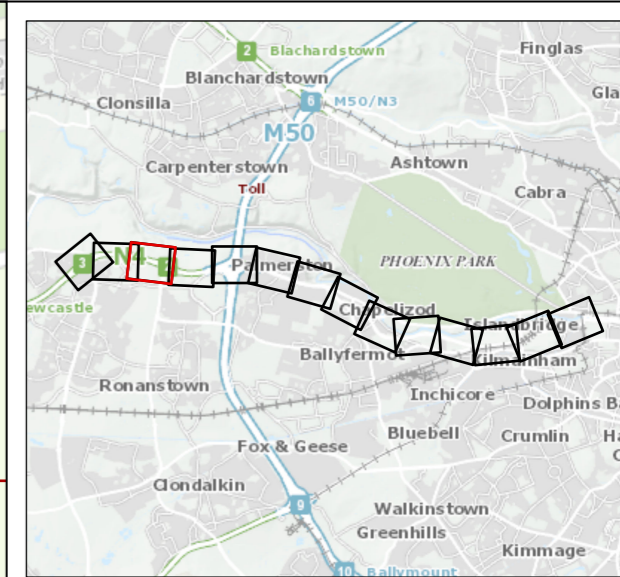 Finglas
2 Blachardstown
Blanchardstown
Gla
Clonsilla
6 M50/N3
M50
Ashtown
Carpenterstown
Toll
Cabra
N4
3
Palmerston
PHOENIX PARK
ewcastle
Chapelizod
Islandbridge
Ballyfermot
Kilmainham
Ronanstown
Inchicore
Dolphins Ba
Bluebell
Crumlin
Ha
Fox & Geese
C
Clondalkin
9
Walkinstown
Greenhills
Kimmage
10 Ballymount